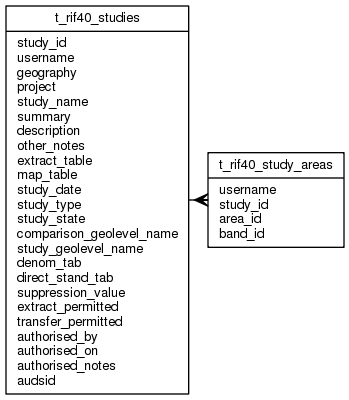 t_rif40_studies
study_id
username
geography
project
study_name
summary
description
other_notes
extract_table
map_table
study_date
study_type
study_state
comparison_geolevel_name
study_geolevel_name
denom_tab
direct_stand_tab
suppression_value
extract_permitted
transfer_permitted
authorised_by
authorised_on
authorised_notes
audsid
t_rif40_study_areas
username
study_id
area_id
band_id